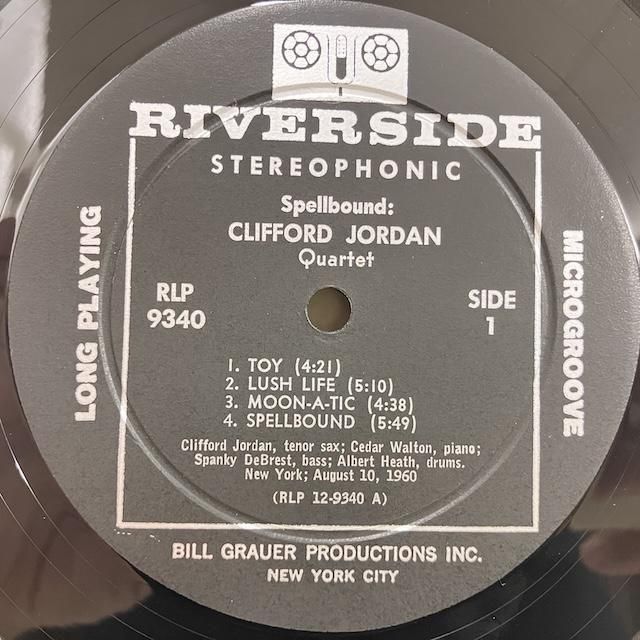 RIVERSIDE
STEREOPHONIC
Spellbound:
CLIFFORD JORDAN
Quartet
LONG PLAYING
MICROGROOVE
RLP
9340
SIDE
1
1. TOY (4:21)
2. LUSH LIFE (5:10)
3. MOON-A-TIC (4:38)
4. SPELLBOUND (5:49)
Clifford Jordan, tenor sax; Cedar Walton, piano;
Spanky DeBrest, bass; Albert Heath, drums.
New York; August 10, 1960
(RLP 12-9340 A)
BILL GRAUER PRODUCTIONS INC.
NEW YORK CITY